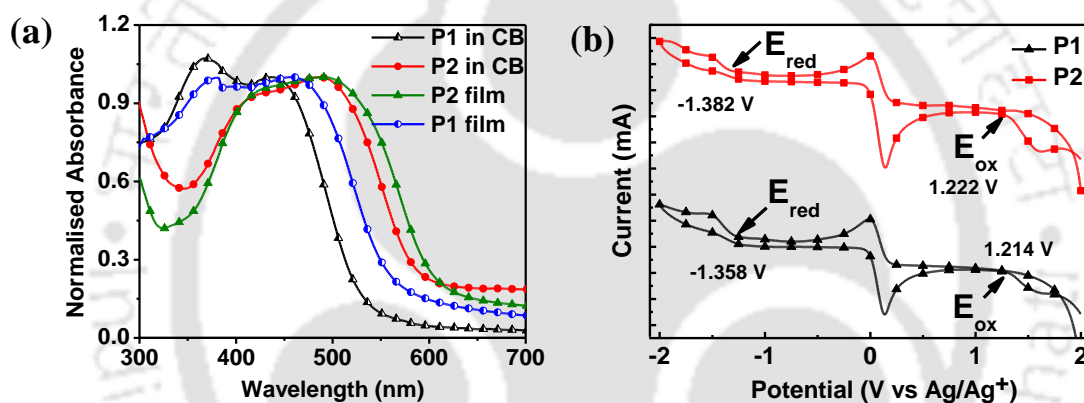 (a)
1.2
0.9
0.6
0.3
0.0
Normalised Absorbance
P1 in CB
P2 in CB
P2 film
P1 film
300 400 500 600 700
Wavelength (nm)
(b)
P1
P2
E red
-1.382 V
E ox
1.222 V
E red
-1.358 V
1.214 V
E ox
Current (mA)
-2 -1 0 1 2
Potential (V vs Ag/Ag+)